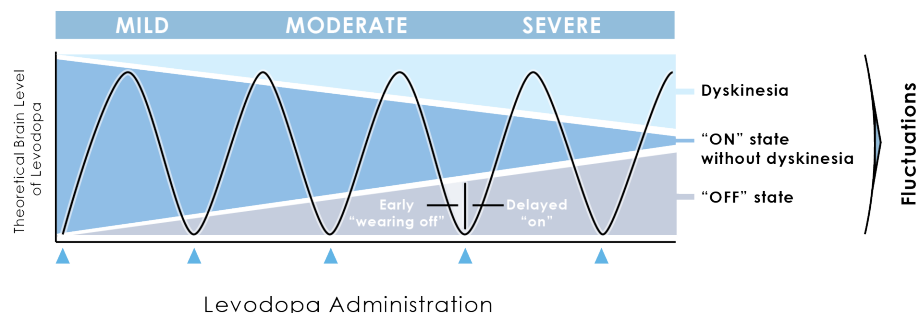 MILD MODERATE SEVERE
Theoretical Brain Level
of Levodopa
Dyskinesia
“ON” state
without dyskinesia
“OFF” state
Early
“wearing off”
Delayed
“on”
Fluctuations
Levodopa Administration